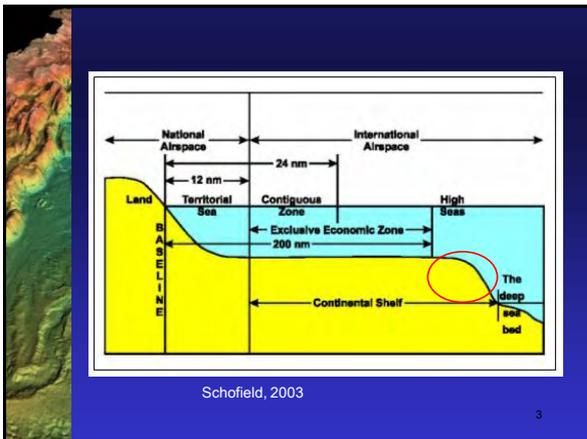 National
Airspace
International
Airspace
24 nm
12 nm
Land
Territorial
Sea
Contiguous
Zone
High
Seas
BASELINE
Exclusive Economic Zone
200 nm
The
deep
sea
bed
Continental Shelf
Schofield, 2003
3